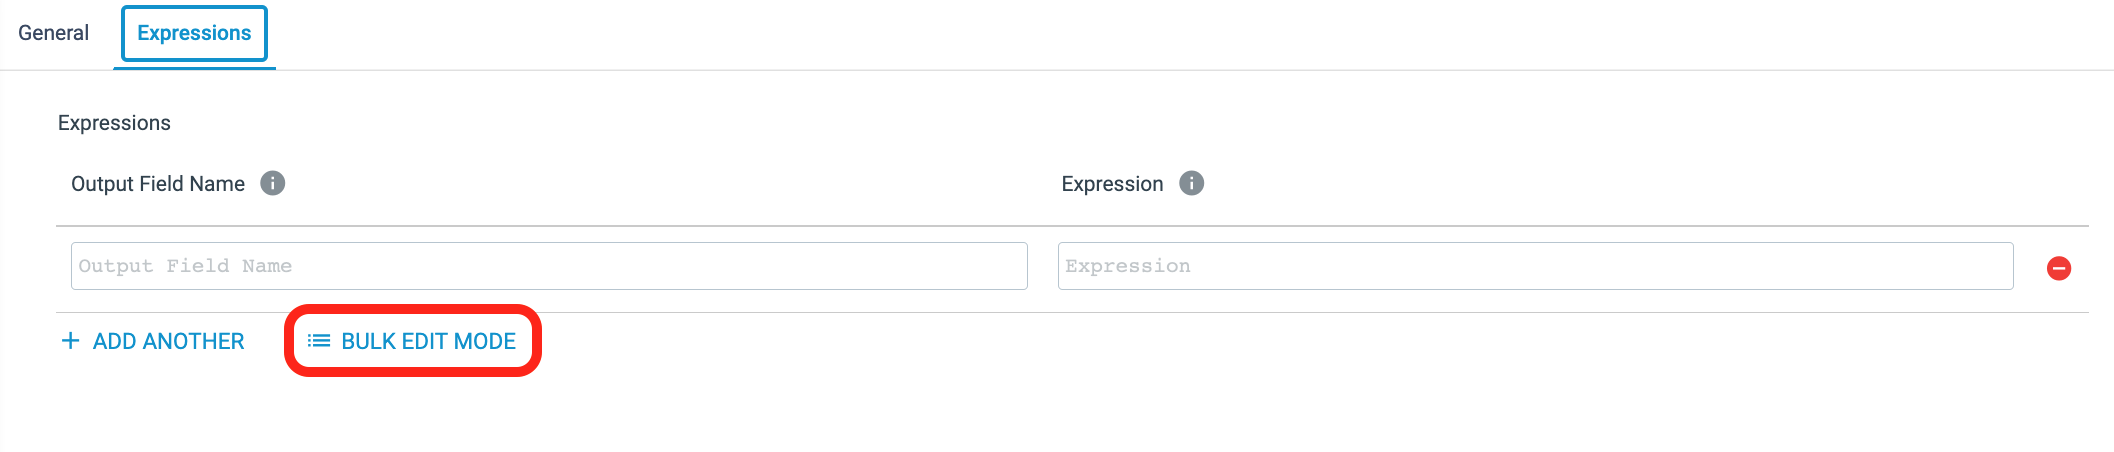 General Expressions
Expressions
Output Field Name Expression
Output Field Name Expression
ADD ANOTHER BULK EDIT MODE